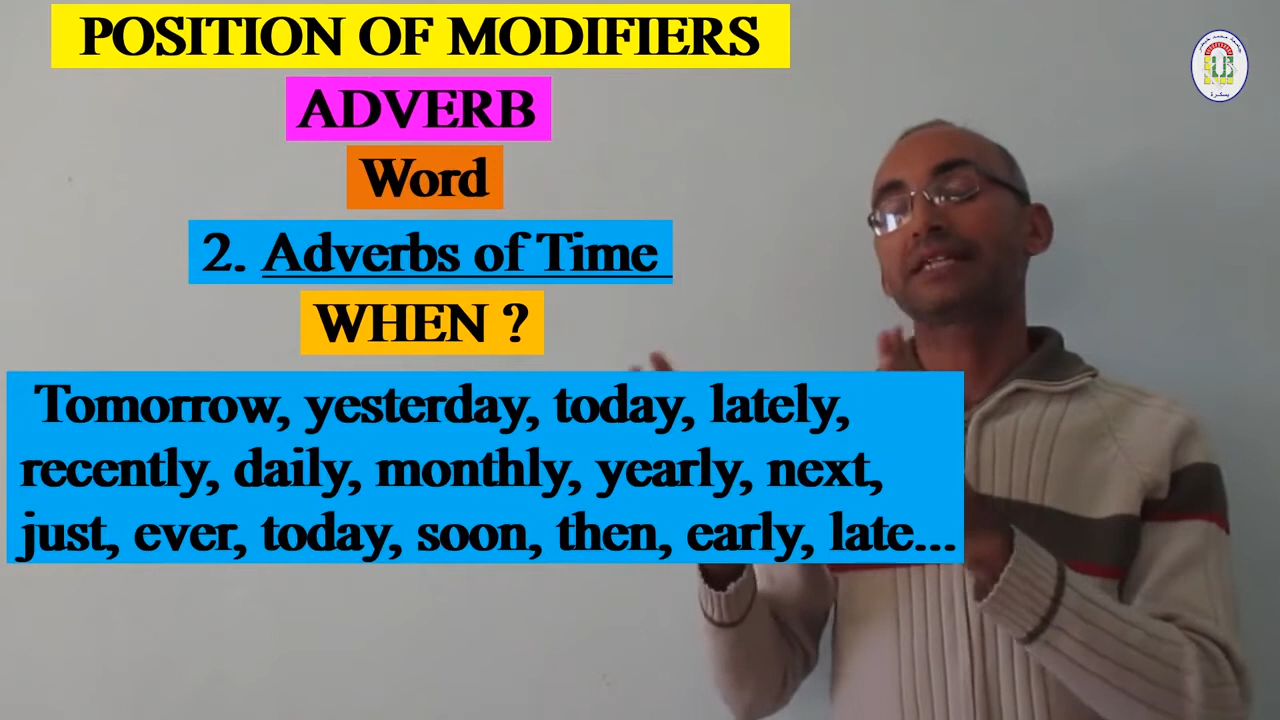 POSITION OF MODIFIERS
ADVERB
Word
2. Adverbs of Time
WHEN ?
Tomorrow, yesterday, today, lately,
recently, daily, monthly, yearly, next,
just, ever, today, soon, then, early, late...
بسكرة